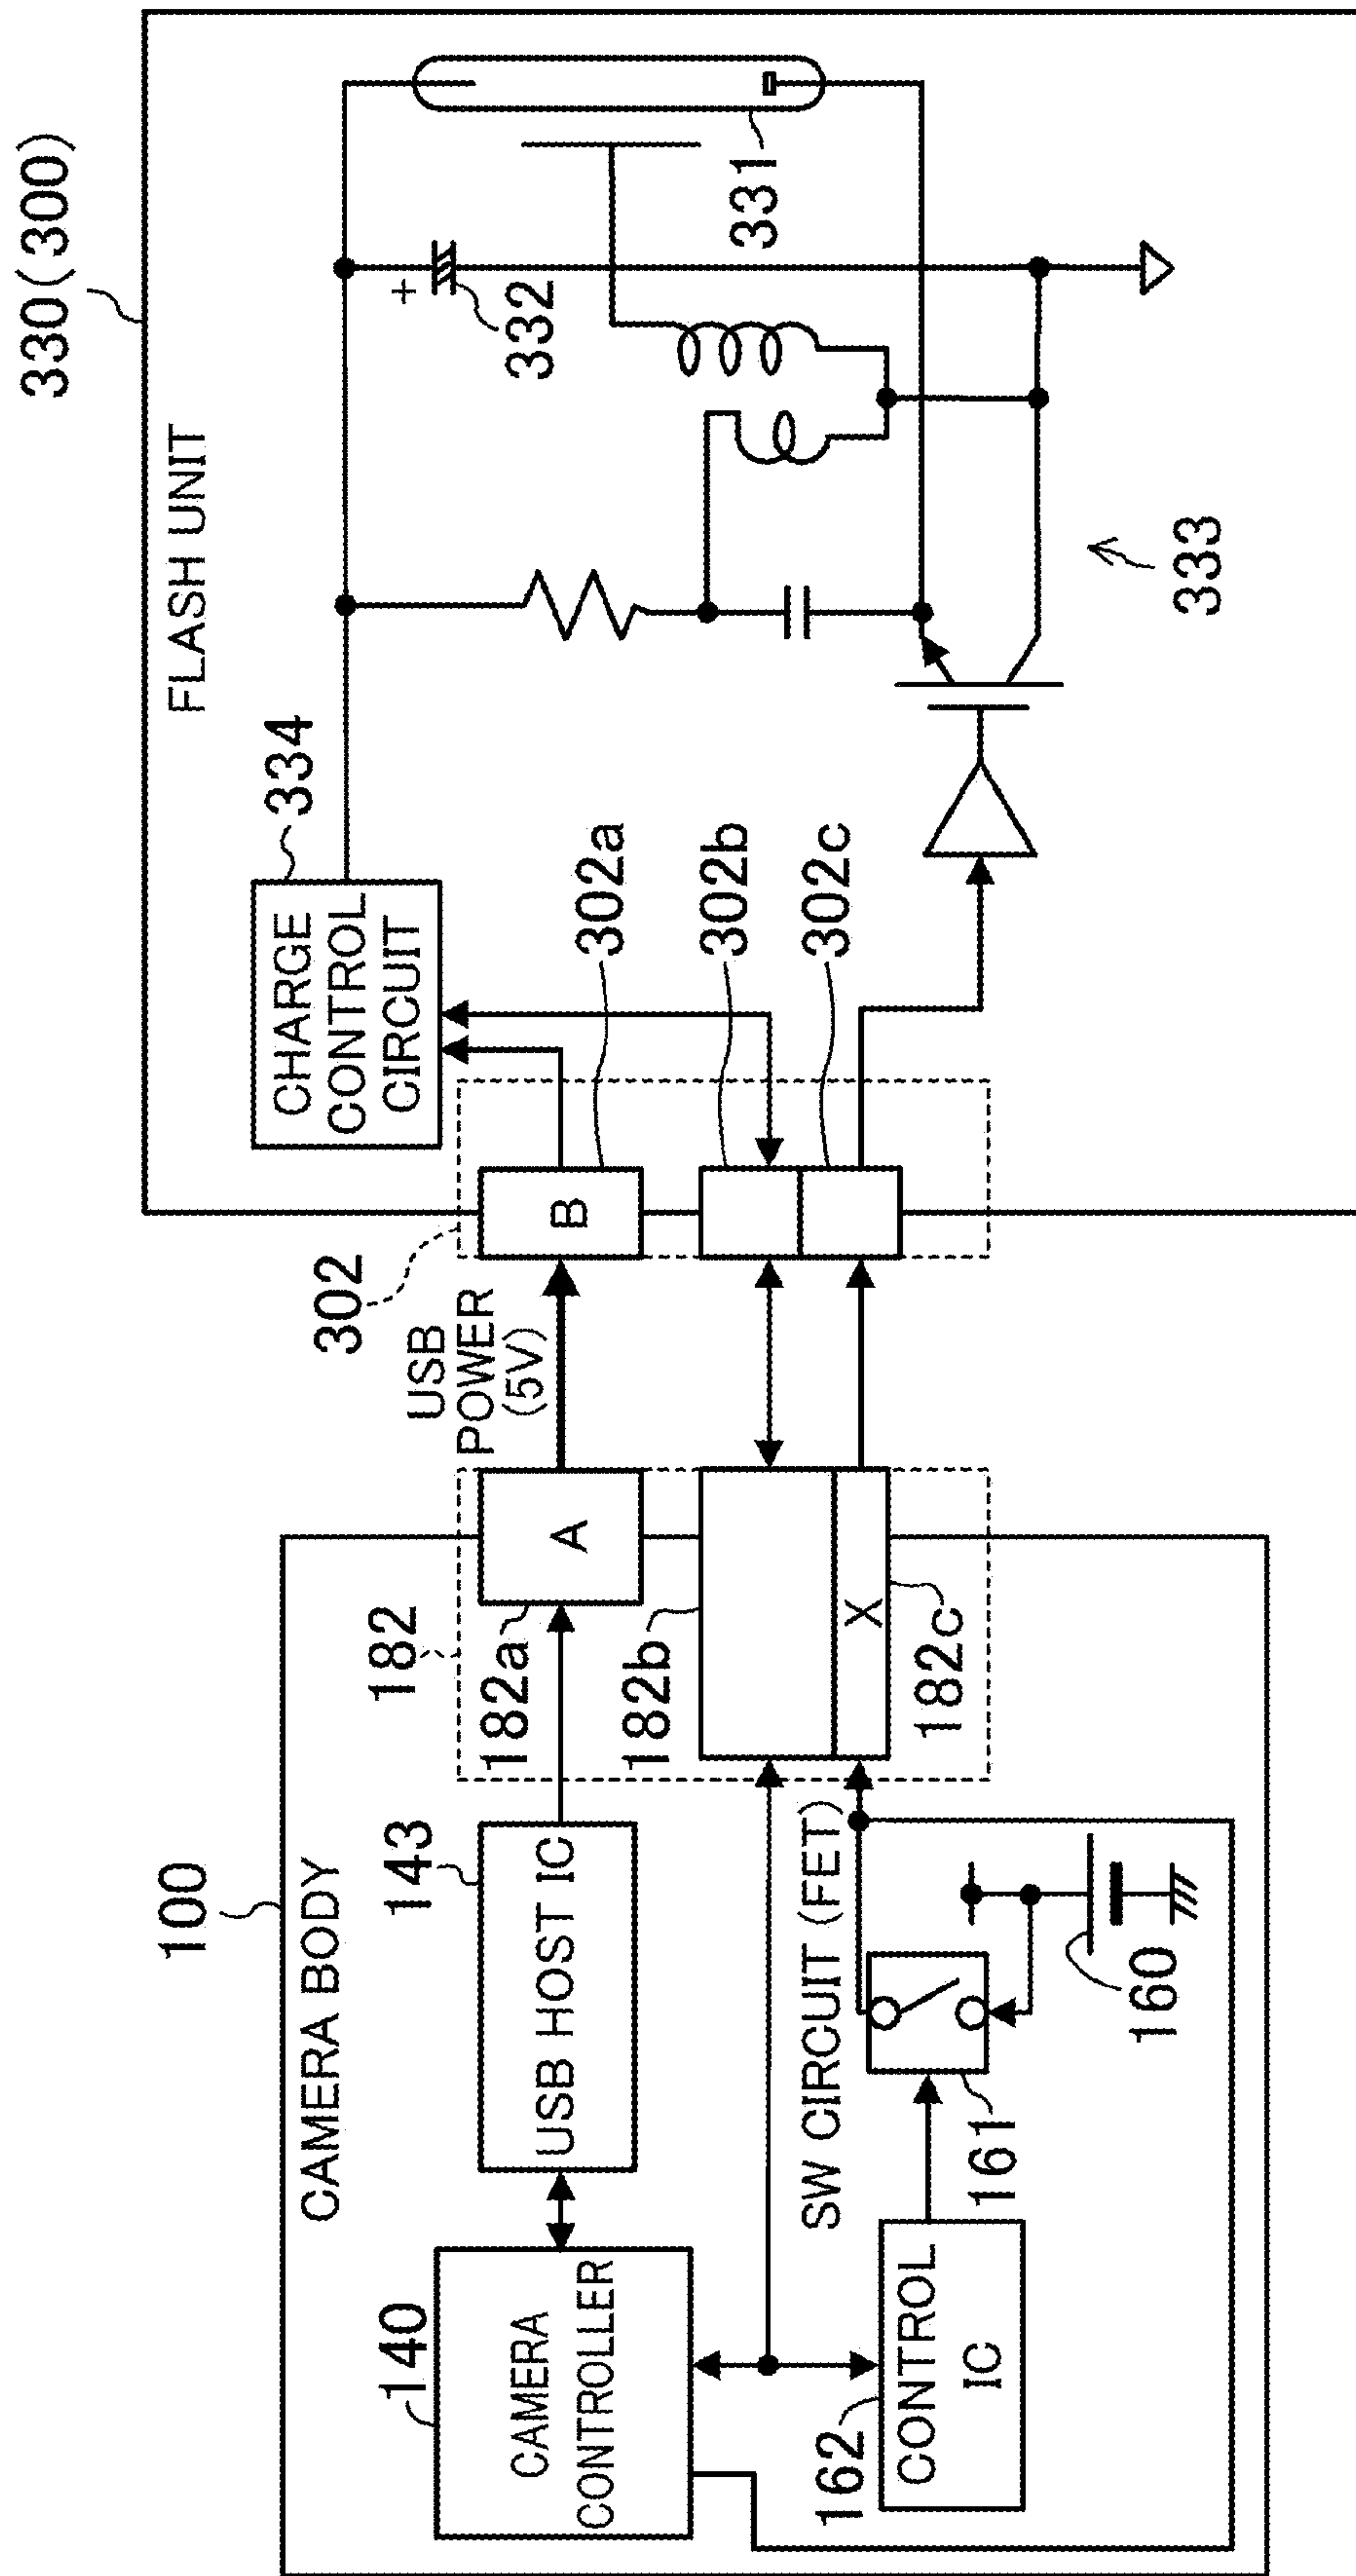 330(300)
FLASH UNIT
334
CHARGE
CONTROL
CIRCUIT
331
+
332
333
302a
302b
302c
302
B
USB
POWER
(5V)
100
CAMERA BODY
182
182a
A
182b
X
182c
143
USB HOST IC
140
CAMERA
CONTROLLER
SW CIRCUIT (FET)
160
161
162
CONTROL
IC